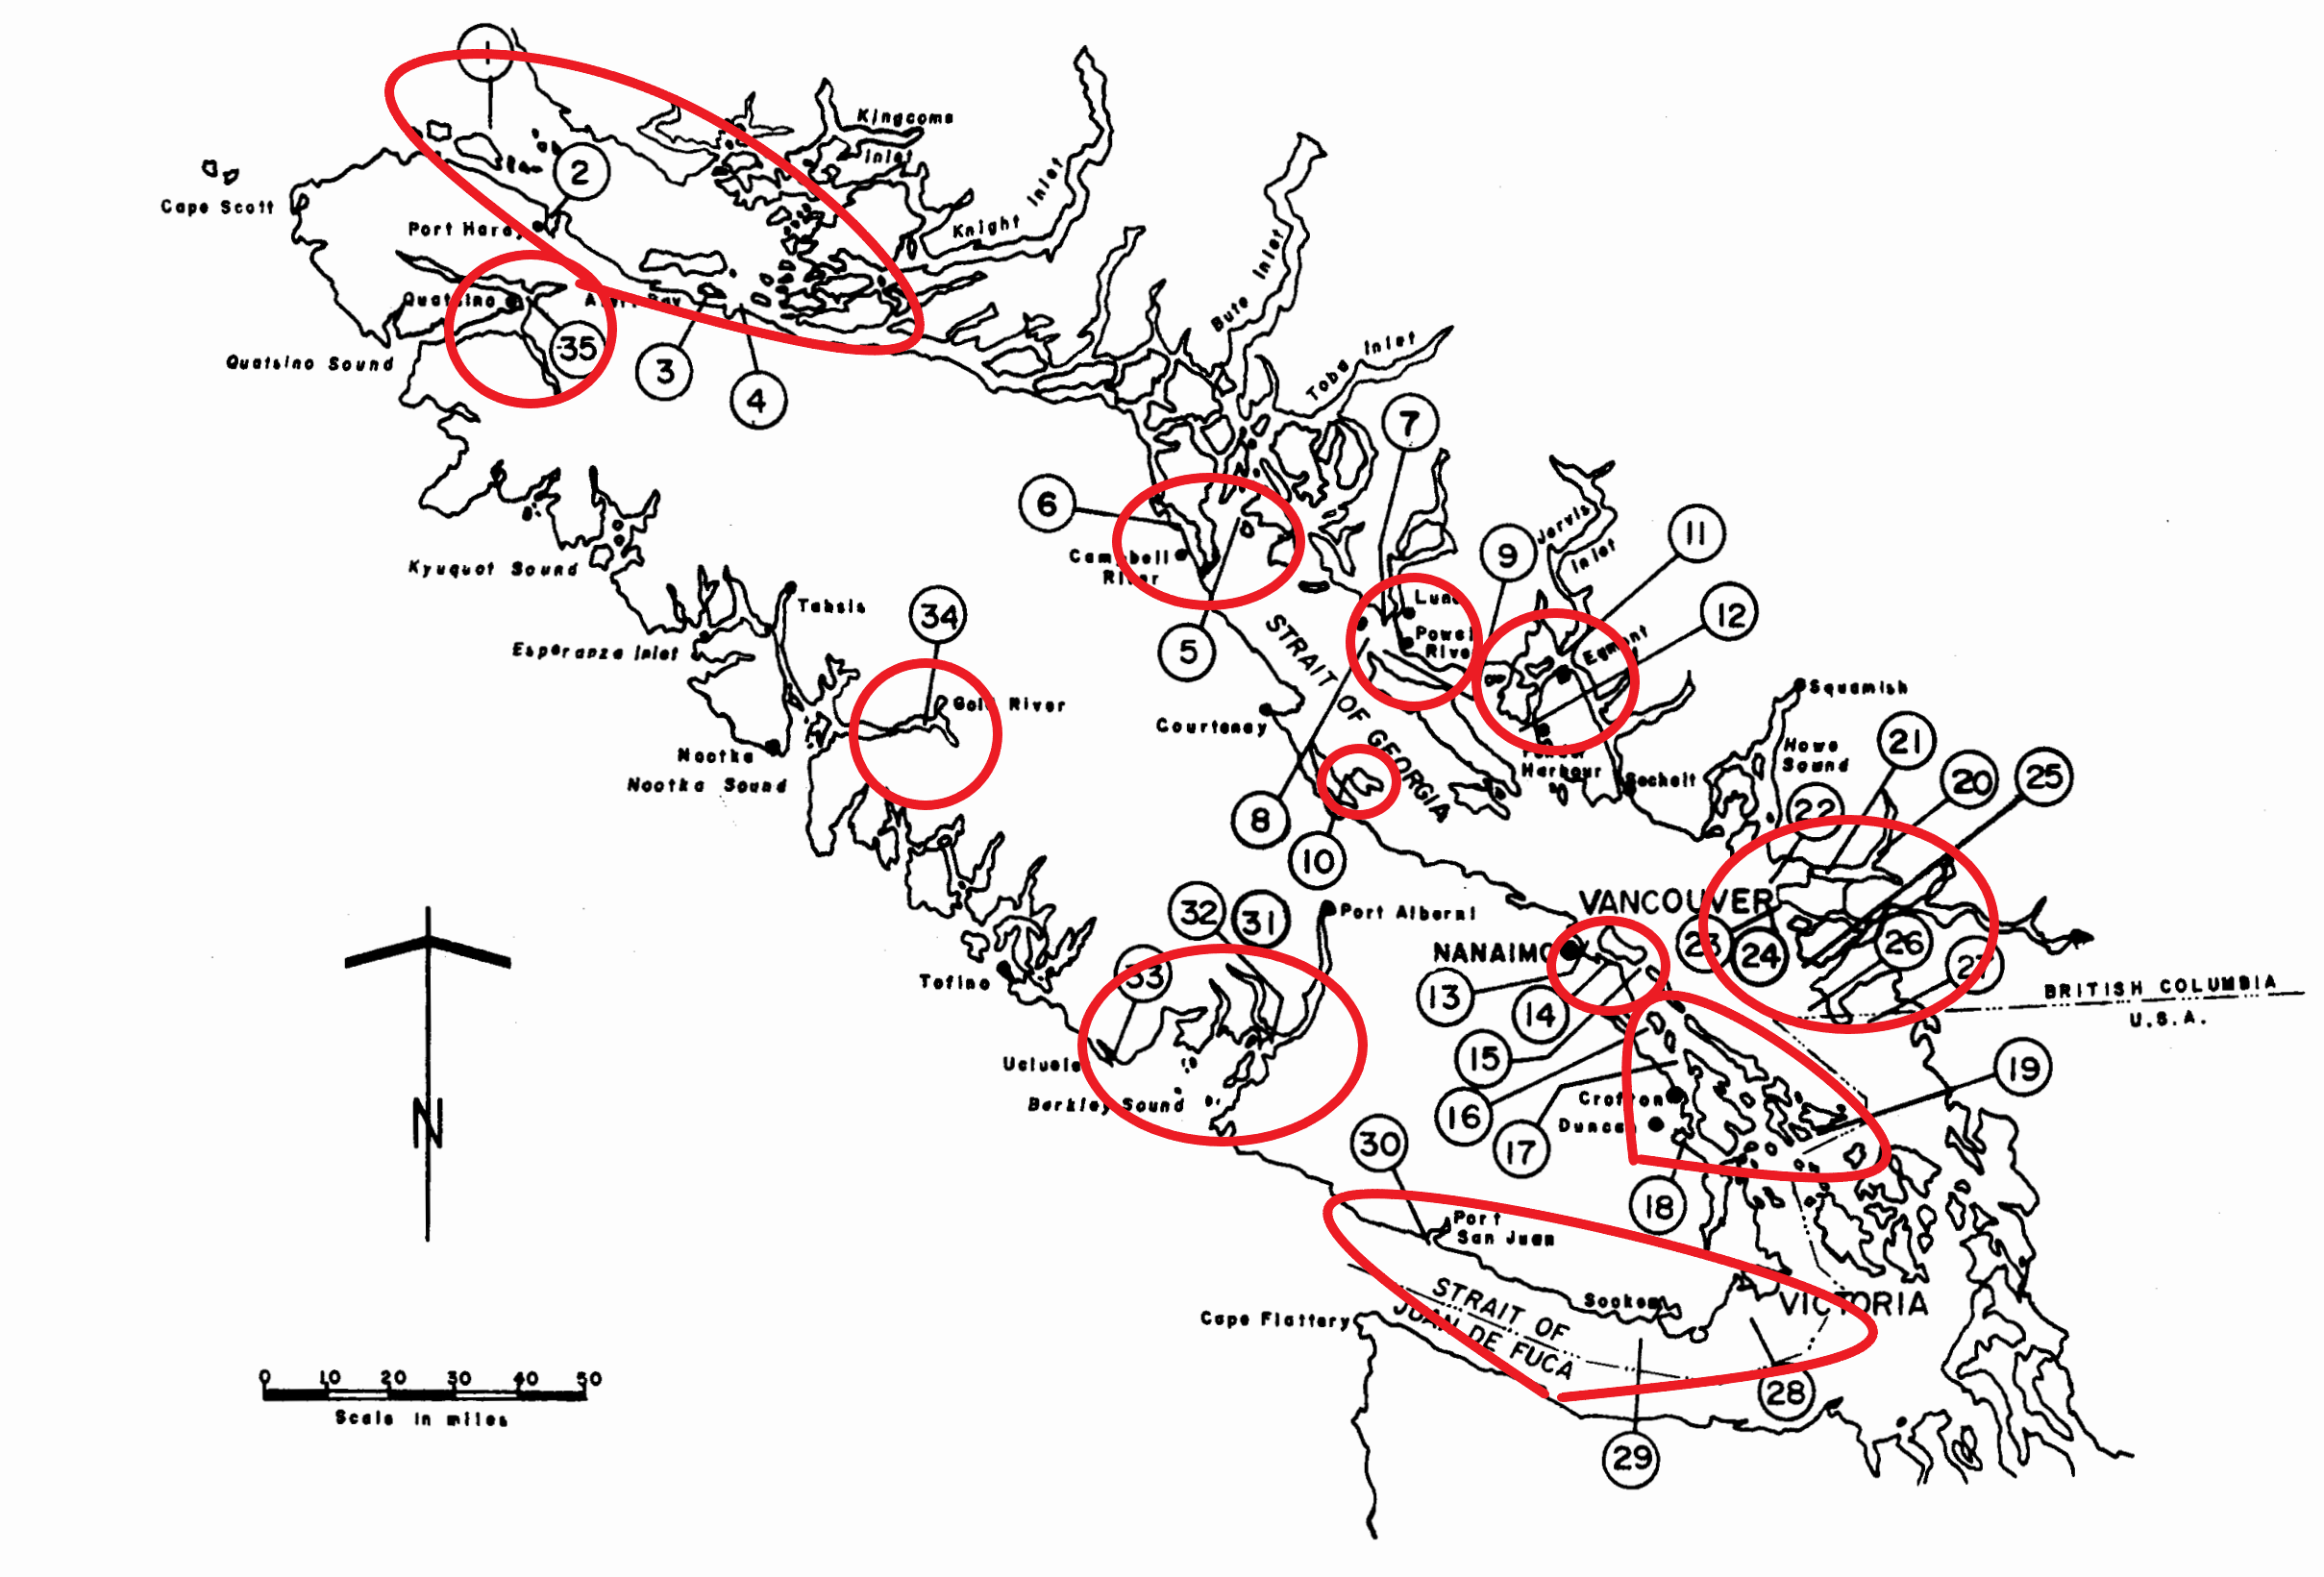 1
Kingcome
Inlet
2
Cape Scott
Port Hardy
Knight Inlet
Quatsino
Alert Bay
35
Quatsino Sound
3
4
Bute Inlet
Toba Inlet
7
6
Campbell
River
9
Jervis
Inlet
11
12
Kyuquot Sound
Tahsis
34
Lund
Powell
River
5
Egmont
Esperanza Inlet
STRAIT OF GEORGIA
Squamish
Gold River
Courtenay
Nootka
Nootka Sound
Howe
Sound
21
20
25
Harbour
Sechelt
22
8
10
VANCOUVER
32
31
Port Alberni
23
24
26
27
NANAIMO
33
Tofino
13
14
BRITISH COLUMBIA
U.S.A.
15
Berkley Sound
16
Crofton
Duncan
19
17
30
18
Port
San Juan
N
STRAIT OF
JUAN DE FUCA
Sooke
VICTORIA
Cape Flattery
0 10 20 30 40 50
Scale in miles
28
29